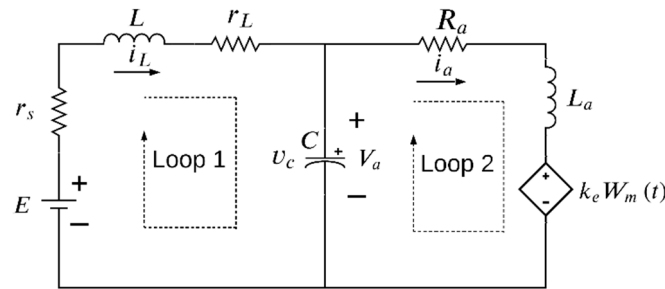 L r_L R_a
i_L i_a
r_s L_a
+ +
Loop 1 v_c C + V_a Loop 2 + k_e W_m (t)
E + − − −